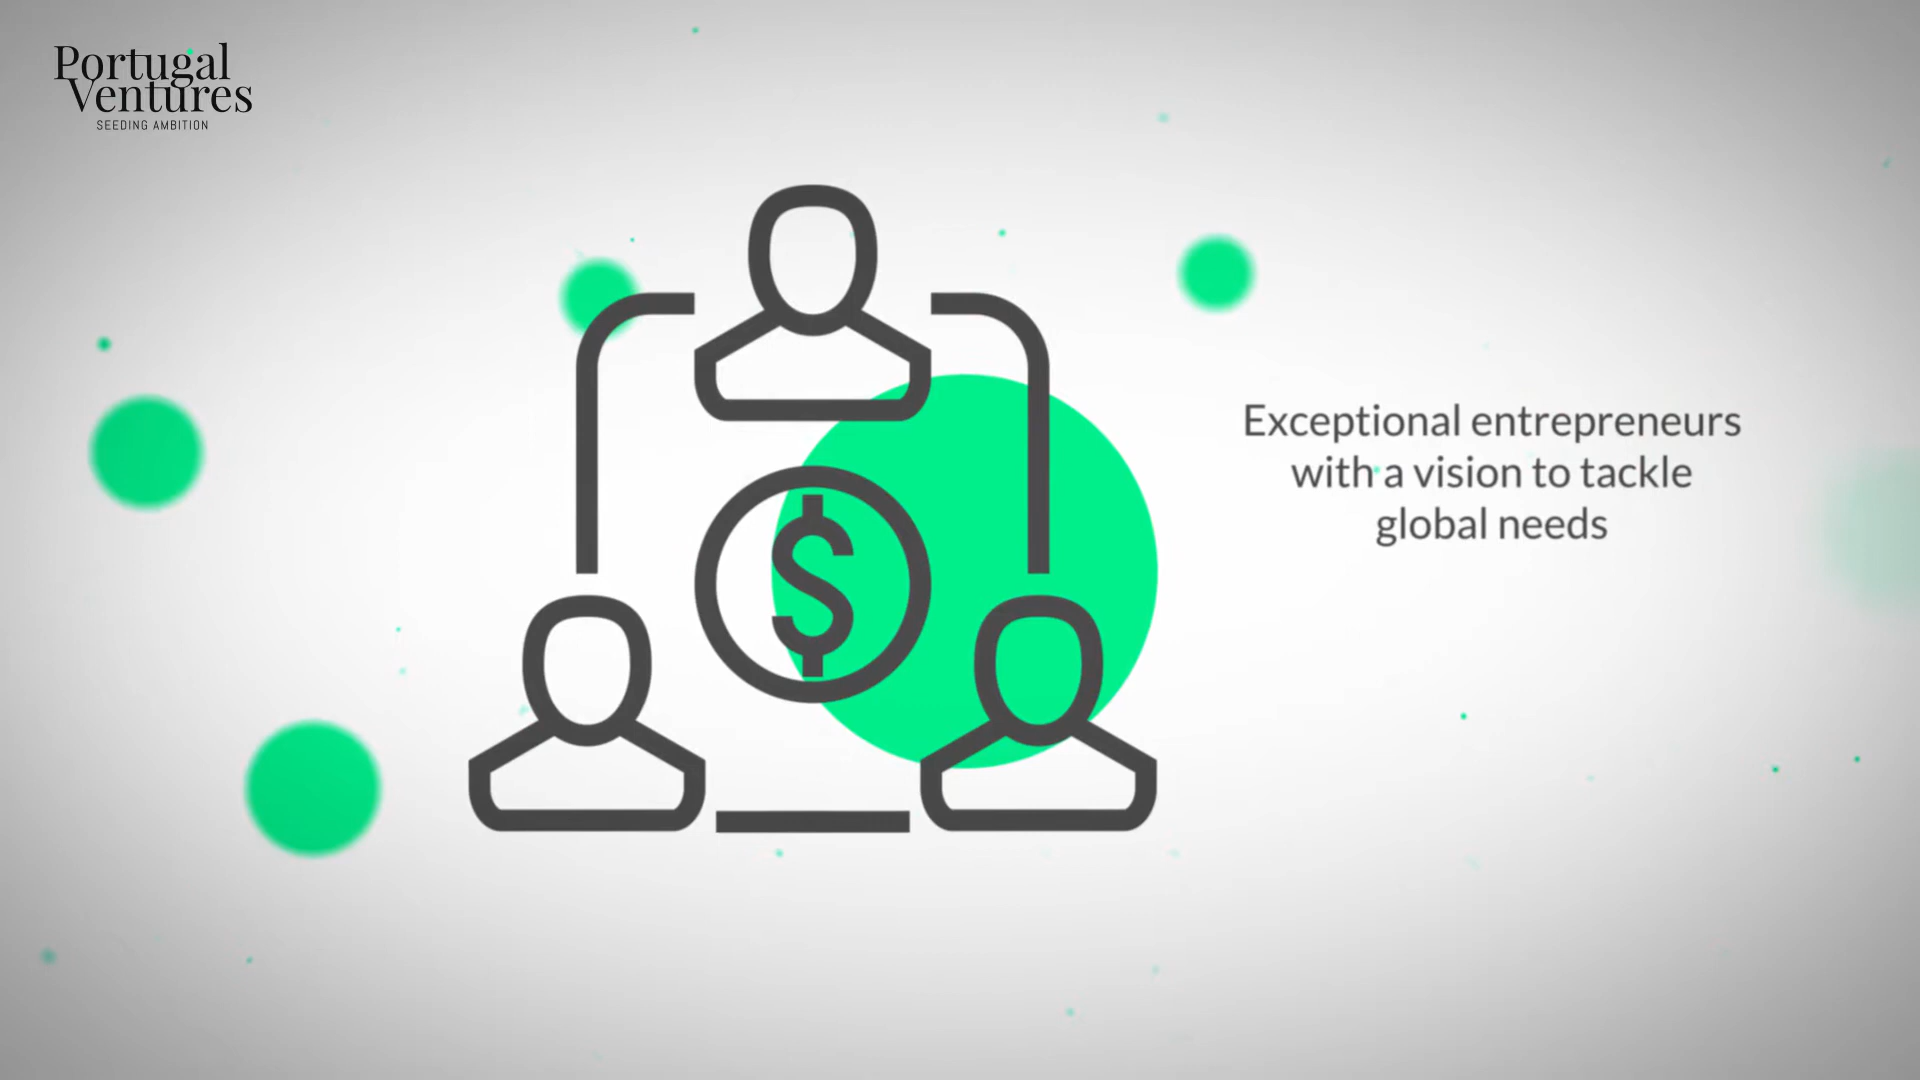 Portugal
Ventures
SEEDING AMBITION
Exceptional entrepreneurs
with a vision to tackle
global needs
$